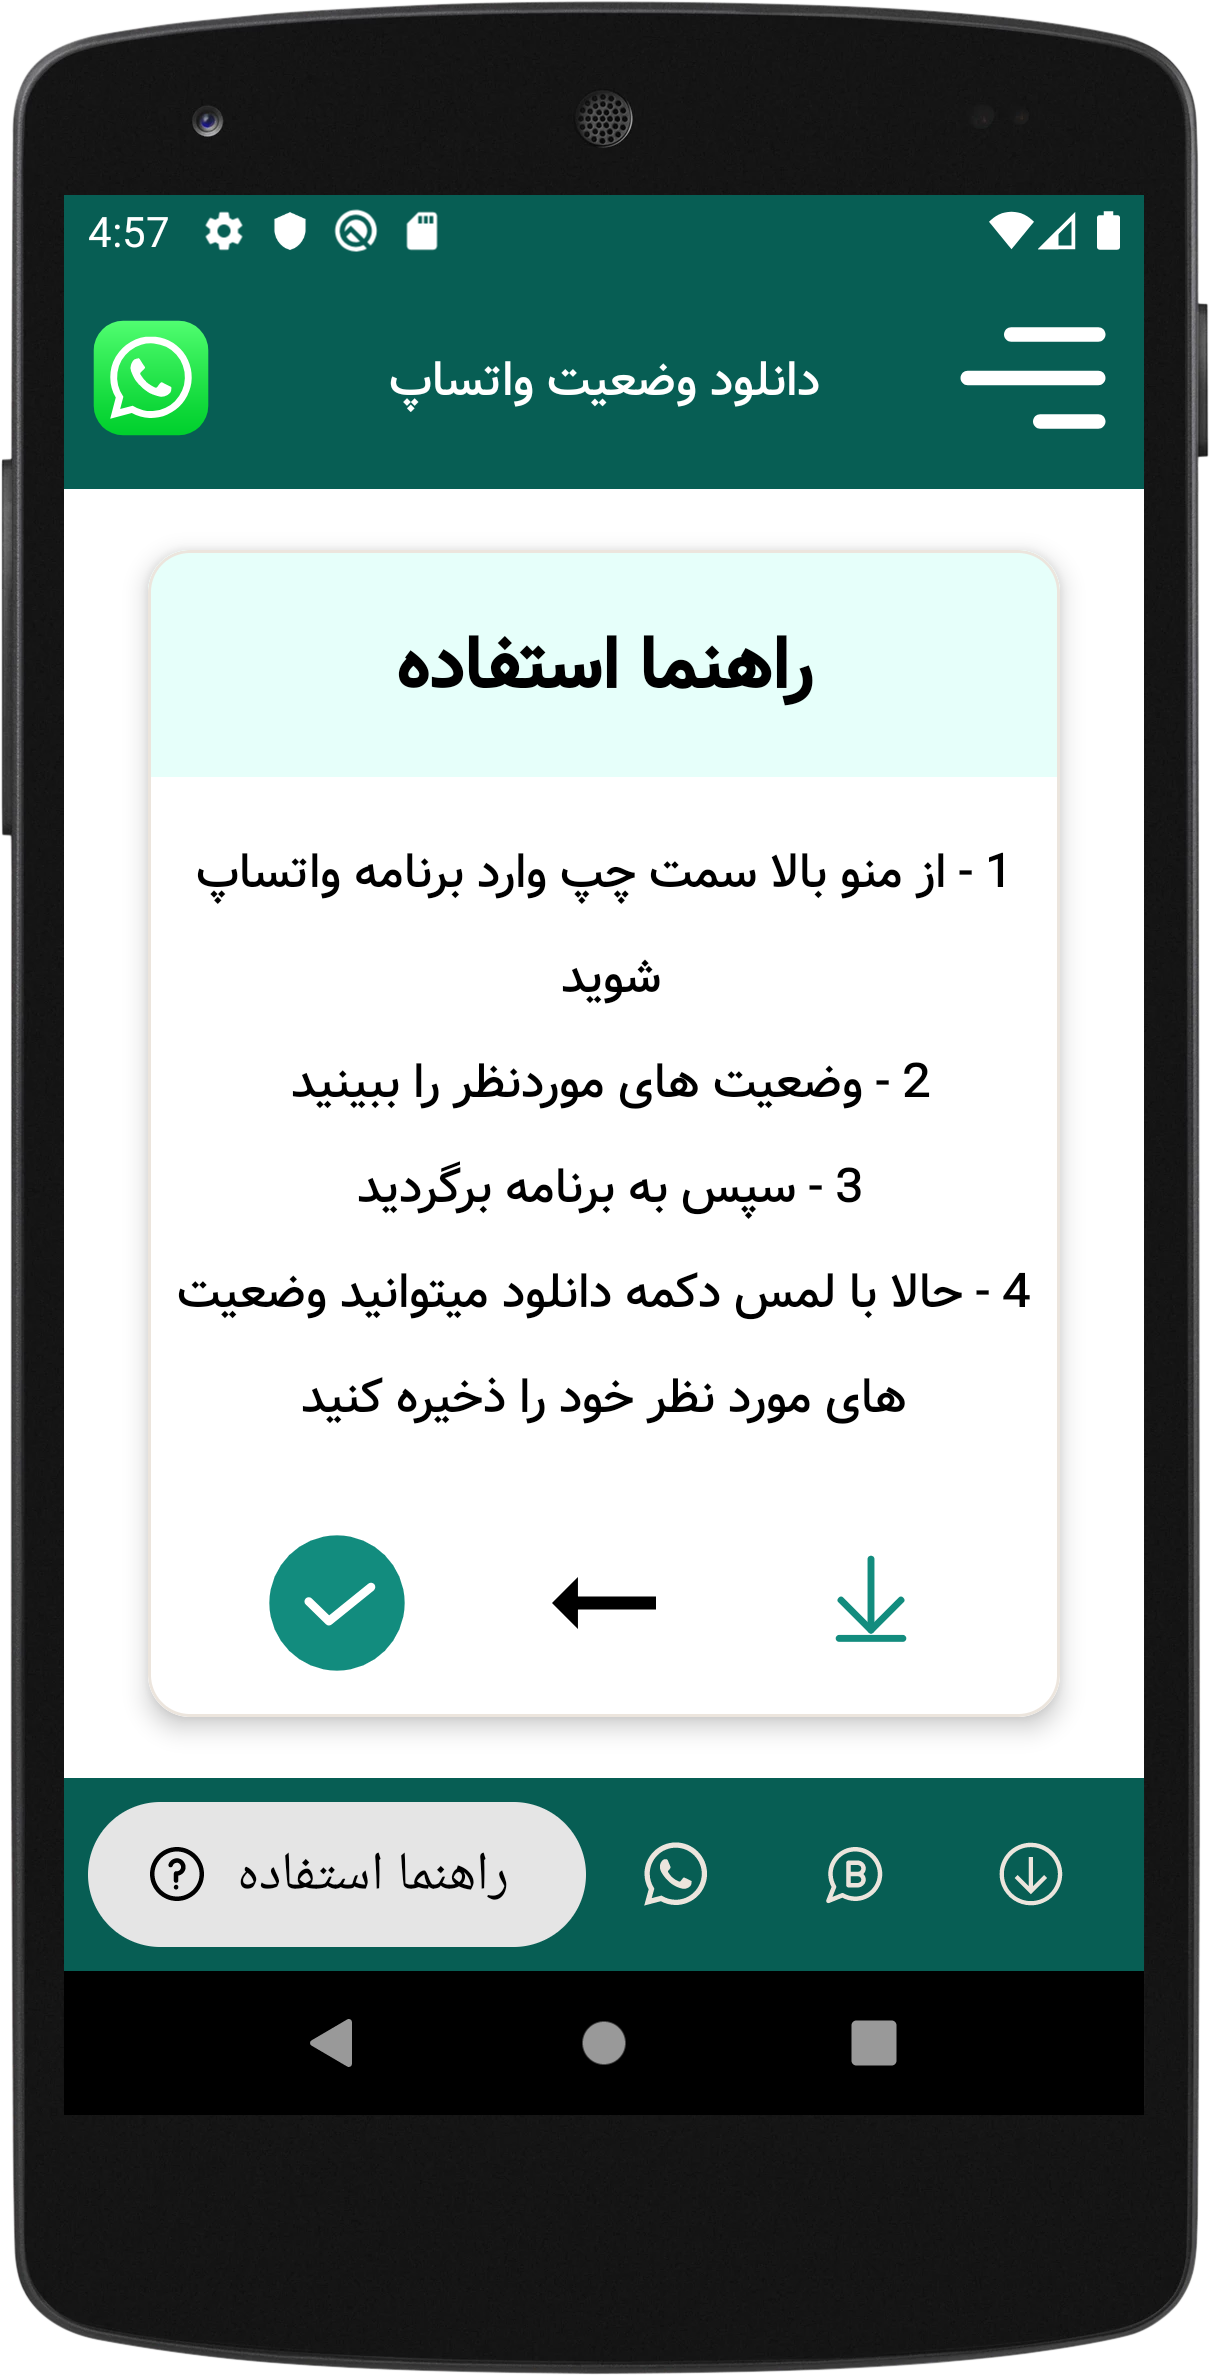 4:57
دانلود وضعیت واتساپ
راهنما استفاده
1 - از منو بالا سمت چپ وارد برنامه واتساپ
شوید
2 - وضعیت های موردنظر را ببینید
3 - سپس به برنامه برگردید
4 - حالا با لمس دکمه دانلود میتوانید وضعیت
های مورد نظر خود را ذخیره کنید
راهنما استفاده
B